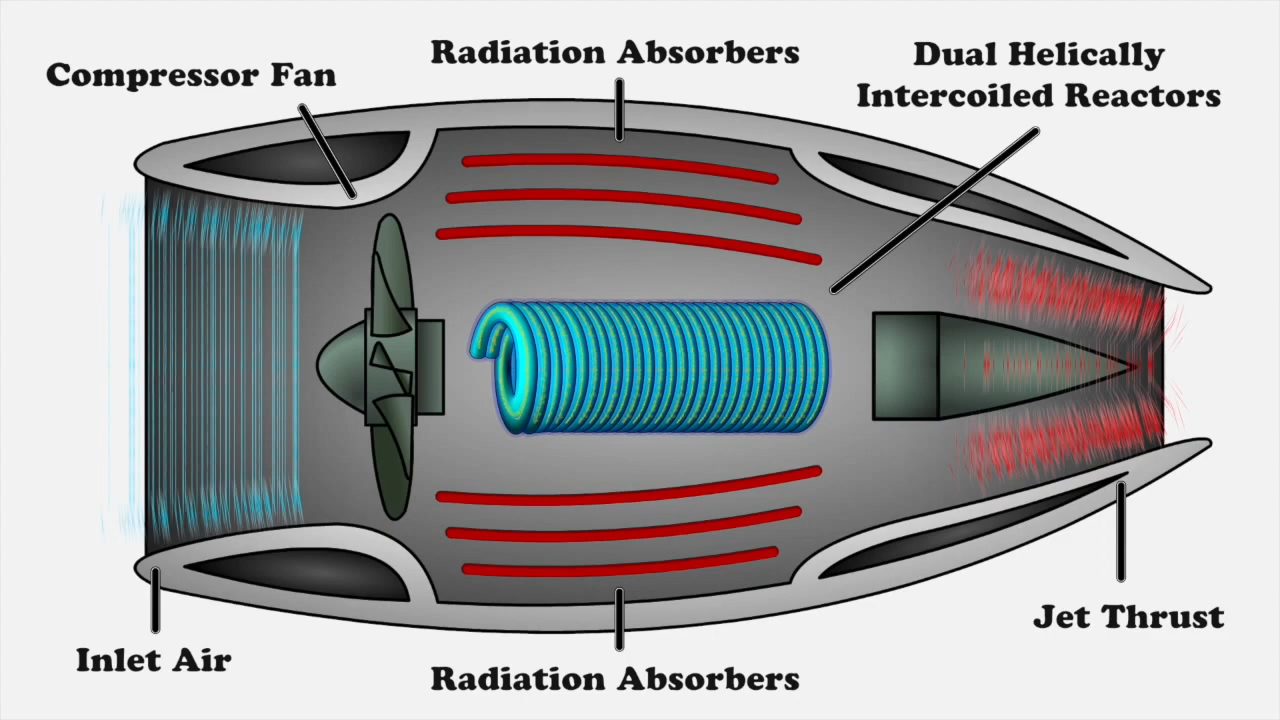 Radiation Absorbers
Dual Helically
Intercoiled Reactors
Compressor Fan
Jet Thrust
Inlet Air
Radiation Absorbers